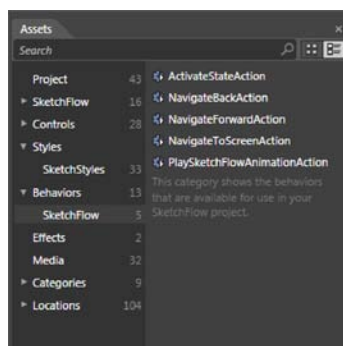 Assets
Search
Project 43
SketchFlow 16
Controls 28
Styles
SketchStyles 33
Behaviors 13
SketchFlow 5
Effects 2
Media 32
Categories 9
Locations 104
ActivateStateAction
NavigateBackAction
NavigateForwardAction
NavigateToScreenAction
PlaySketchFlowAnimationAction
This category shows the behaviors
that are available for use in your
SketchFlow project.